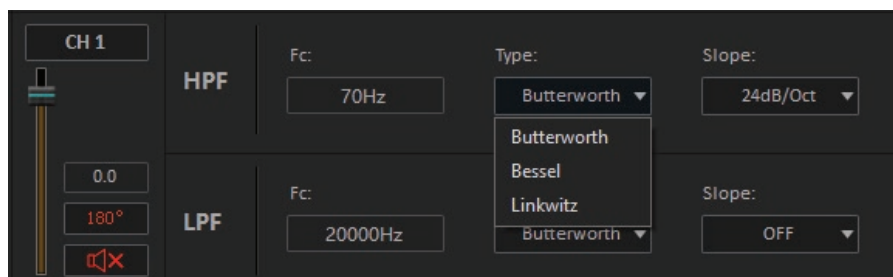 CH 1
HPF
Fc:
70Hz
Type:
Butterworth
Slope:
24dB/Oct
Butterworth
Bessel
Linkwitz
0.0
180°
LPF
Fc:
20000Hz
Butterworth
Slope:
OFF